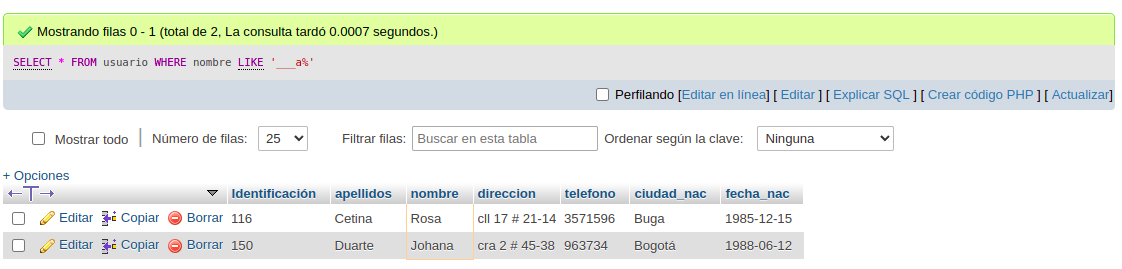 Mostrando filas 0 - 1 (total de 2, La consulta tardó 0.0007 segundos.)
SELECT * FROM usuario WHERE nombre LIKE '___a%'
Perfilando [Editar en línea] [ Editar ] [ Explicar SQL ] [ Crear código PHP ] [ Actualizar]
Mostrar todo Número de filas: 25 Filtrar filas: Buscar en esta tabla Ordenar según la clave: Ninguna
+ Opciones
Identificación apellidos nombre direccion telefono ciudad_nac fecha_nac
Editar Copiar Borrar 116 Cetina Rosa cll 17 # 21-14 3571596 Buga 1985-12-15
Editar Copiar Borrar 150 Duarte Johana cra 2 # 45-38 963734 Bogotá 1988-06-12